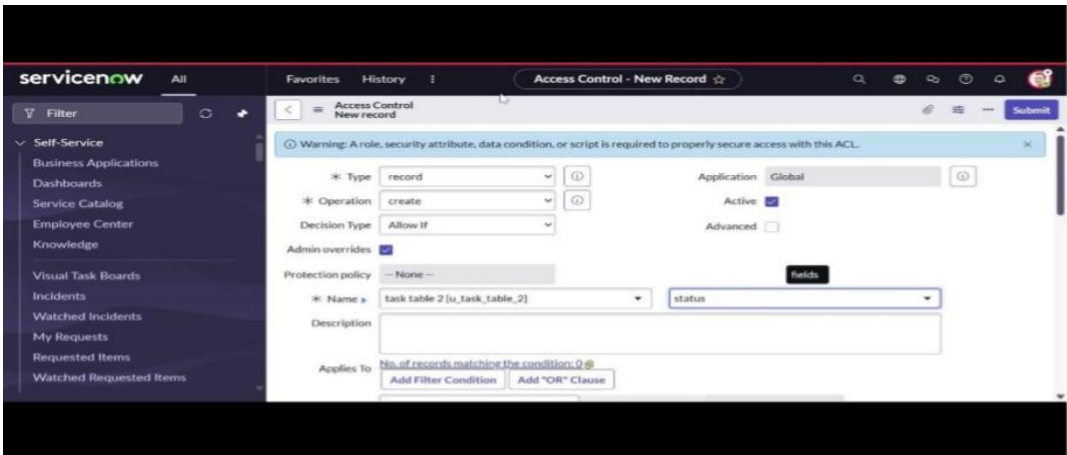 servicenow All Favorites History Access Control - New Record
Filter
Access Control
New record
Submit
Self-Service
Business Applications
Dashboards
Service Catalog
Employee Center
Knowledge
Visual Task Boards
Incidents
Watched Incidents
My Requests
Requested Items
Watched Requested Items
Warning: A role, security attribute, data condition, or script is required to properly secure access with this ACL.
Type record Application Global
Operation create Active
Decision Type Allow If Advanced
Admin overrides
Protection policy -- None -- fields
Name task table 2 [u_task_table_2] status
Description
Applies To No. of records matching the condition: 0
Add Filter Condition Add "OR" Clause